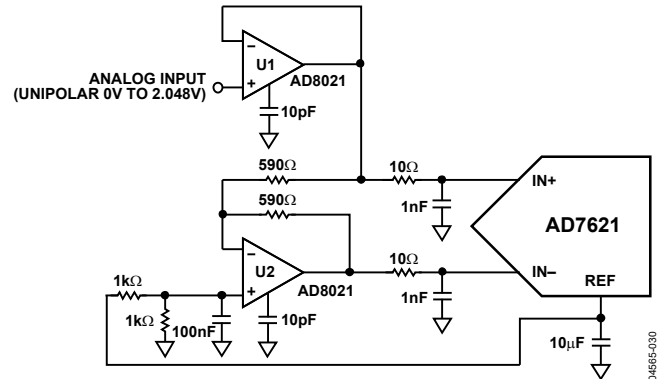 U1
AD8021
ANALOG INPUT
(UNIPOLAR 0V TO 2.048V)
10pF
590Ω
10Ω
IN+
590Ω
1nF
AD7621
U2
10Ω
IN–
AD8021
REF
1kΩ
1kΩ
100nF
10pF
1nF
10µF
04565-030
−
+
−
+